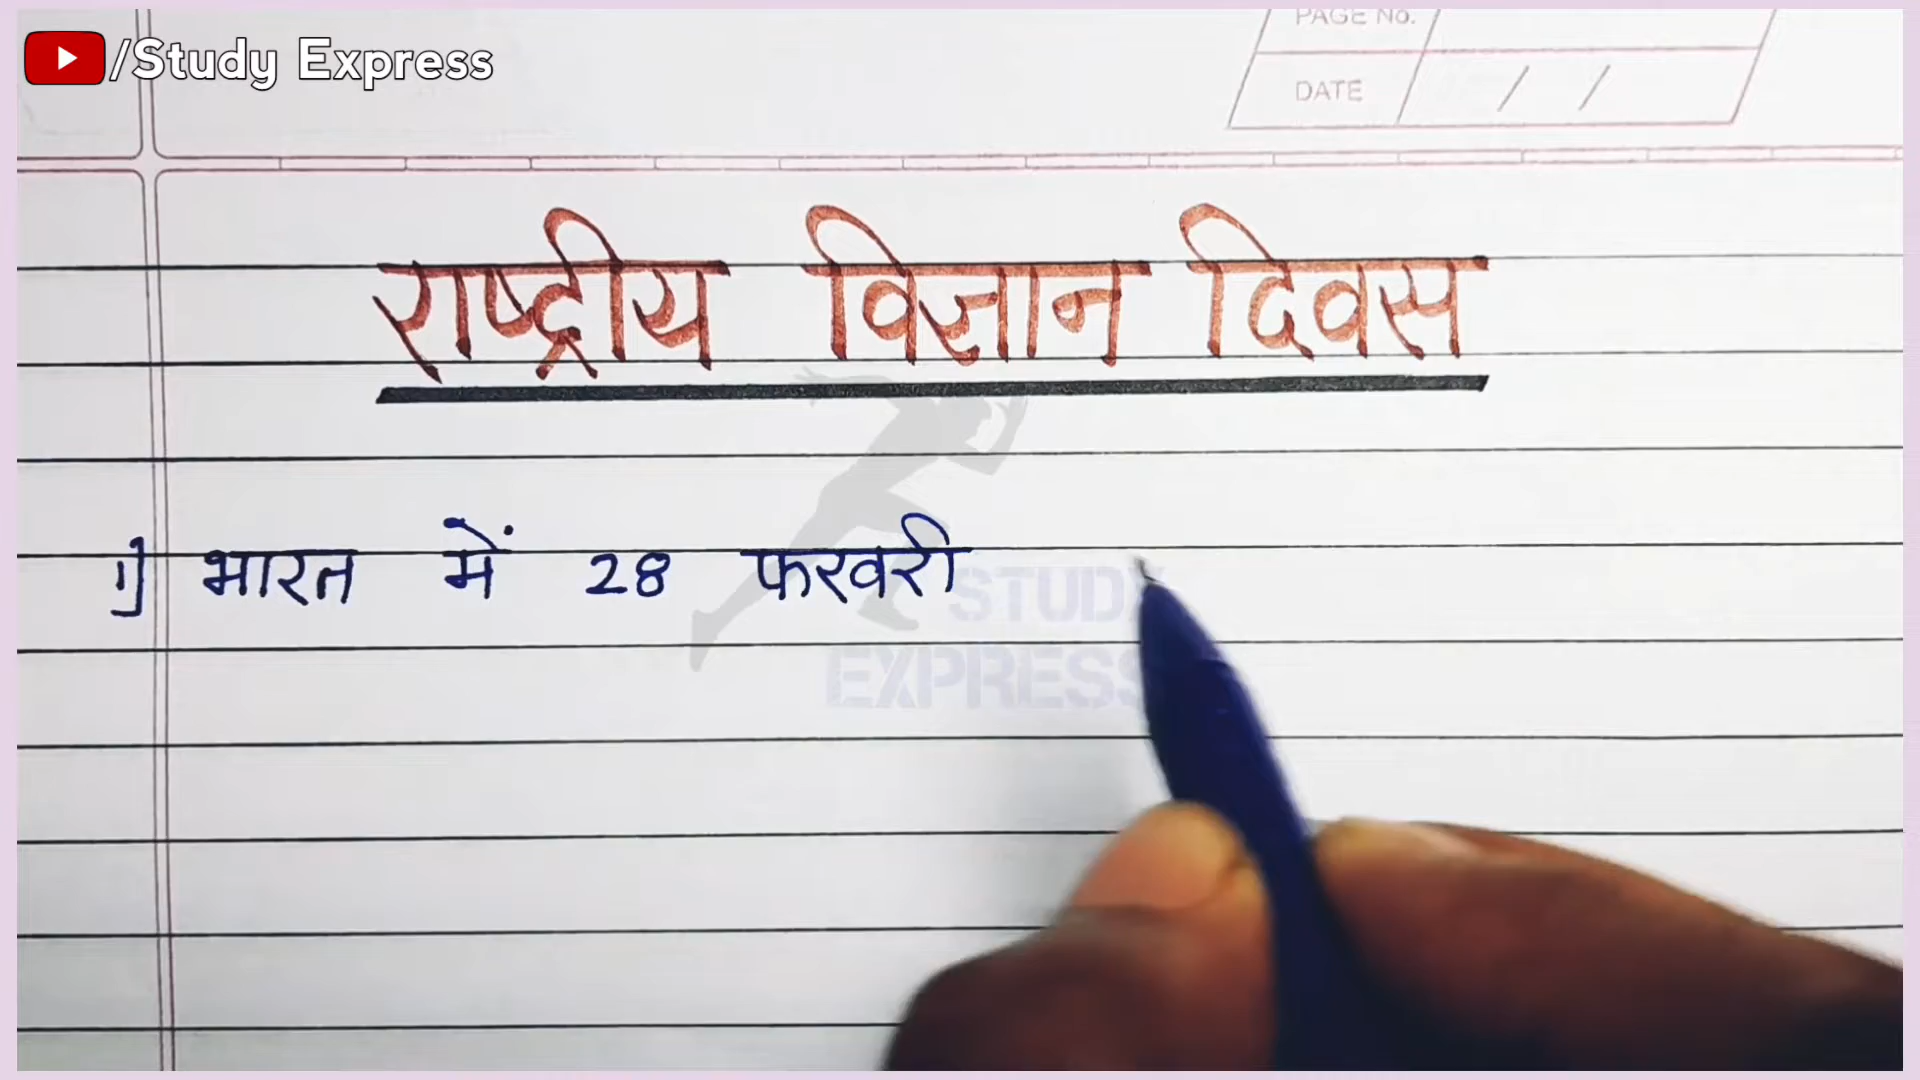 /Study Express
PAGE No.
DATE / /
राष्ट्रीय विज्ञान दिवस
1] भारत में 28 फरवरी
STUDY
EXPRESS